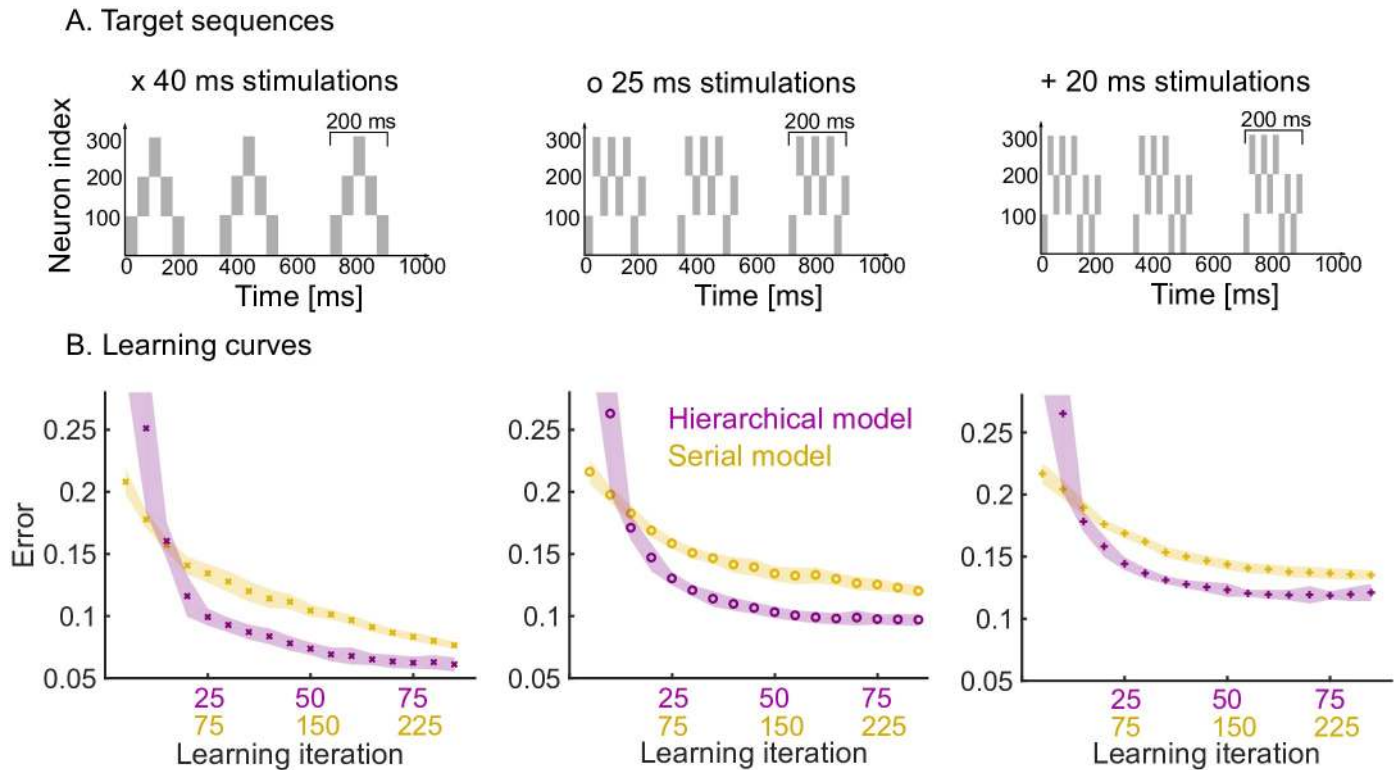 A. Target sequences
x 40 ms stimulations
o 25 ms stimulations
+ 20 ms stimulations
200 ms
200 ms
200 ms
Neuron index
300
200
100
300
200
100
300
200
100
0 200 400 600 800 1000
0 200 400 600 800 1000
0 200 400 600 800 1000
Time [ms]
Time [ms]
Time [ms]
B. Learning curves
Hierarchical model
Serial model
Error
0.25
0.2
0.15
0.1
0.05
0.25
0.2
0.15
0.1
0.05
0.25
0.2
0.15
0.1
0.05
25 50 75
75 150 225
Learning iteration
25 50 75
75 150 225
Learning iteration
25 50 75
75 150 225
Learning iteration